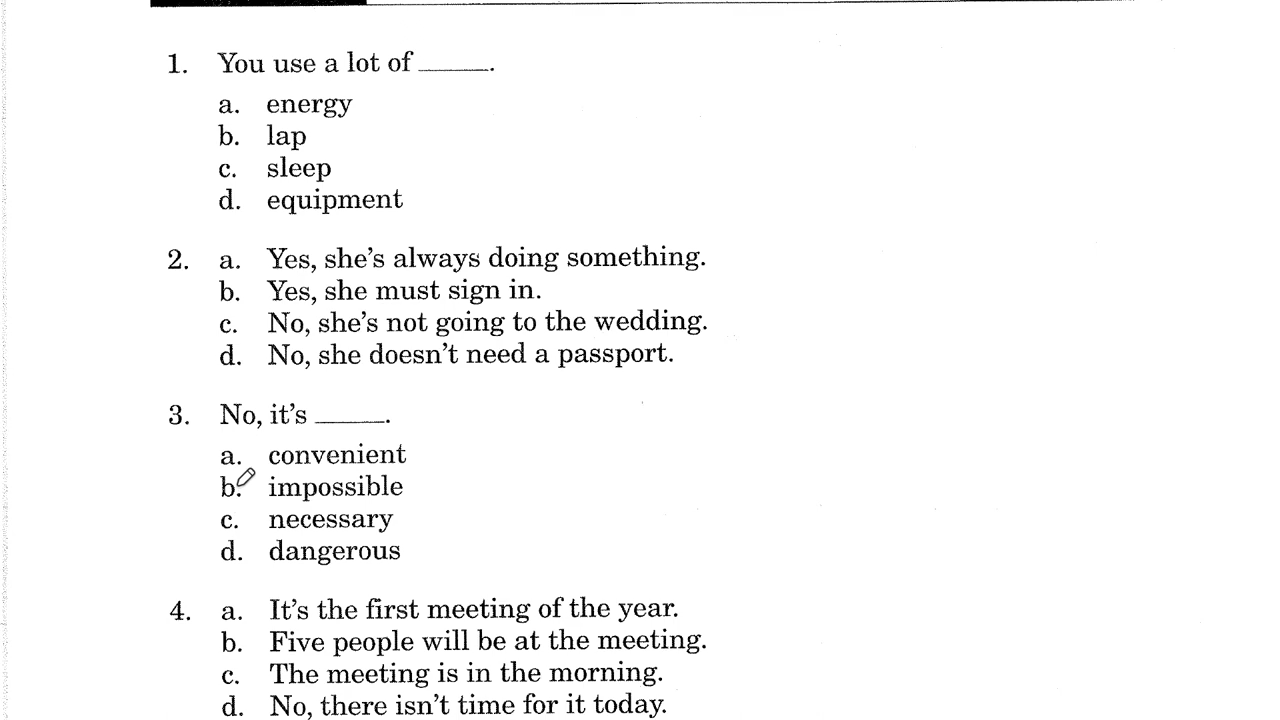 1. You use a lot of _____.
a. energy
b. lap
c. sleep
d. equipment
2. a. Yes, she's always doing something.
b. Yes, she must sign in.
c. No, she's not going to the wedding.
d. No, she doesn't need a passport.
3. No, it's _____.
a. convenient
b. impossible
c. necessary
d. dangerous
4. a. It's the first meeting of the year.
b. Five people will be at the meeting.
c. The meeting is in the morning.
d. No, there isn't time for it today.